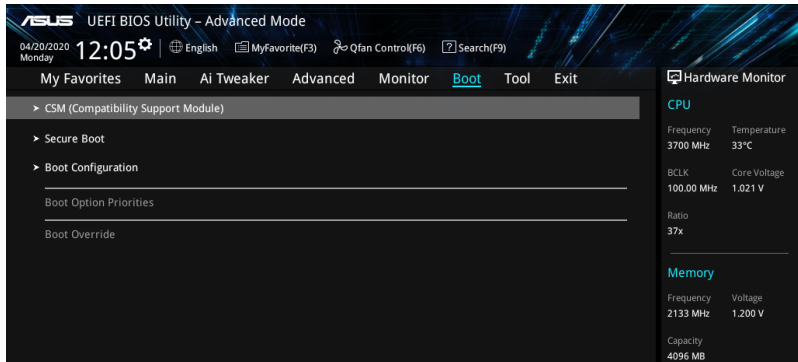 ASUS UEFI BIOS Utility – Advanced Mode
04/20/2020
Monday
12:05
English
MyFavorite(F3)
Qfan Control(F6)
? Search(F9)
My Favorites Main Ai Tweaker Advanced Monitor Boot Tool Exit
> CSM (Compatibility Support Module)
> Secure Boot
> Boot Configuration
Boot Option Priorities
Boot Override
Hardware Monitor
CPU
Frequency Temperature
3700 MHz 33°C
BCLK Core Voltage
100.00 MHz 1.021 V
Ratio
37x
Memory
Frequency Voltage
2133 MHz 1.200 V
Capacity
4096 MB